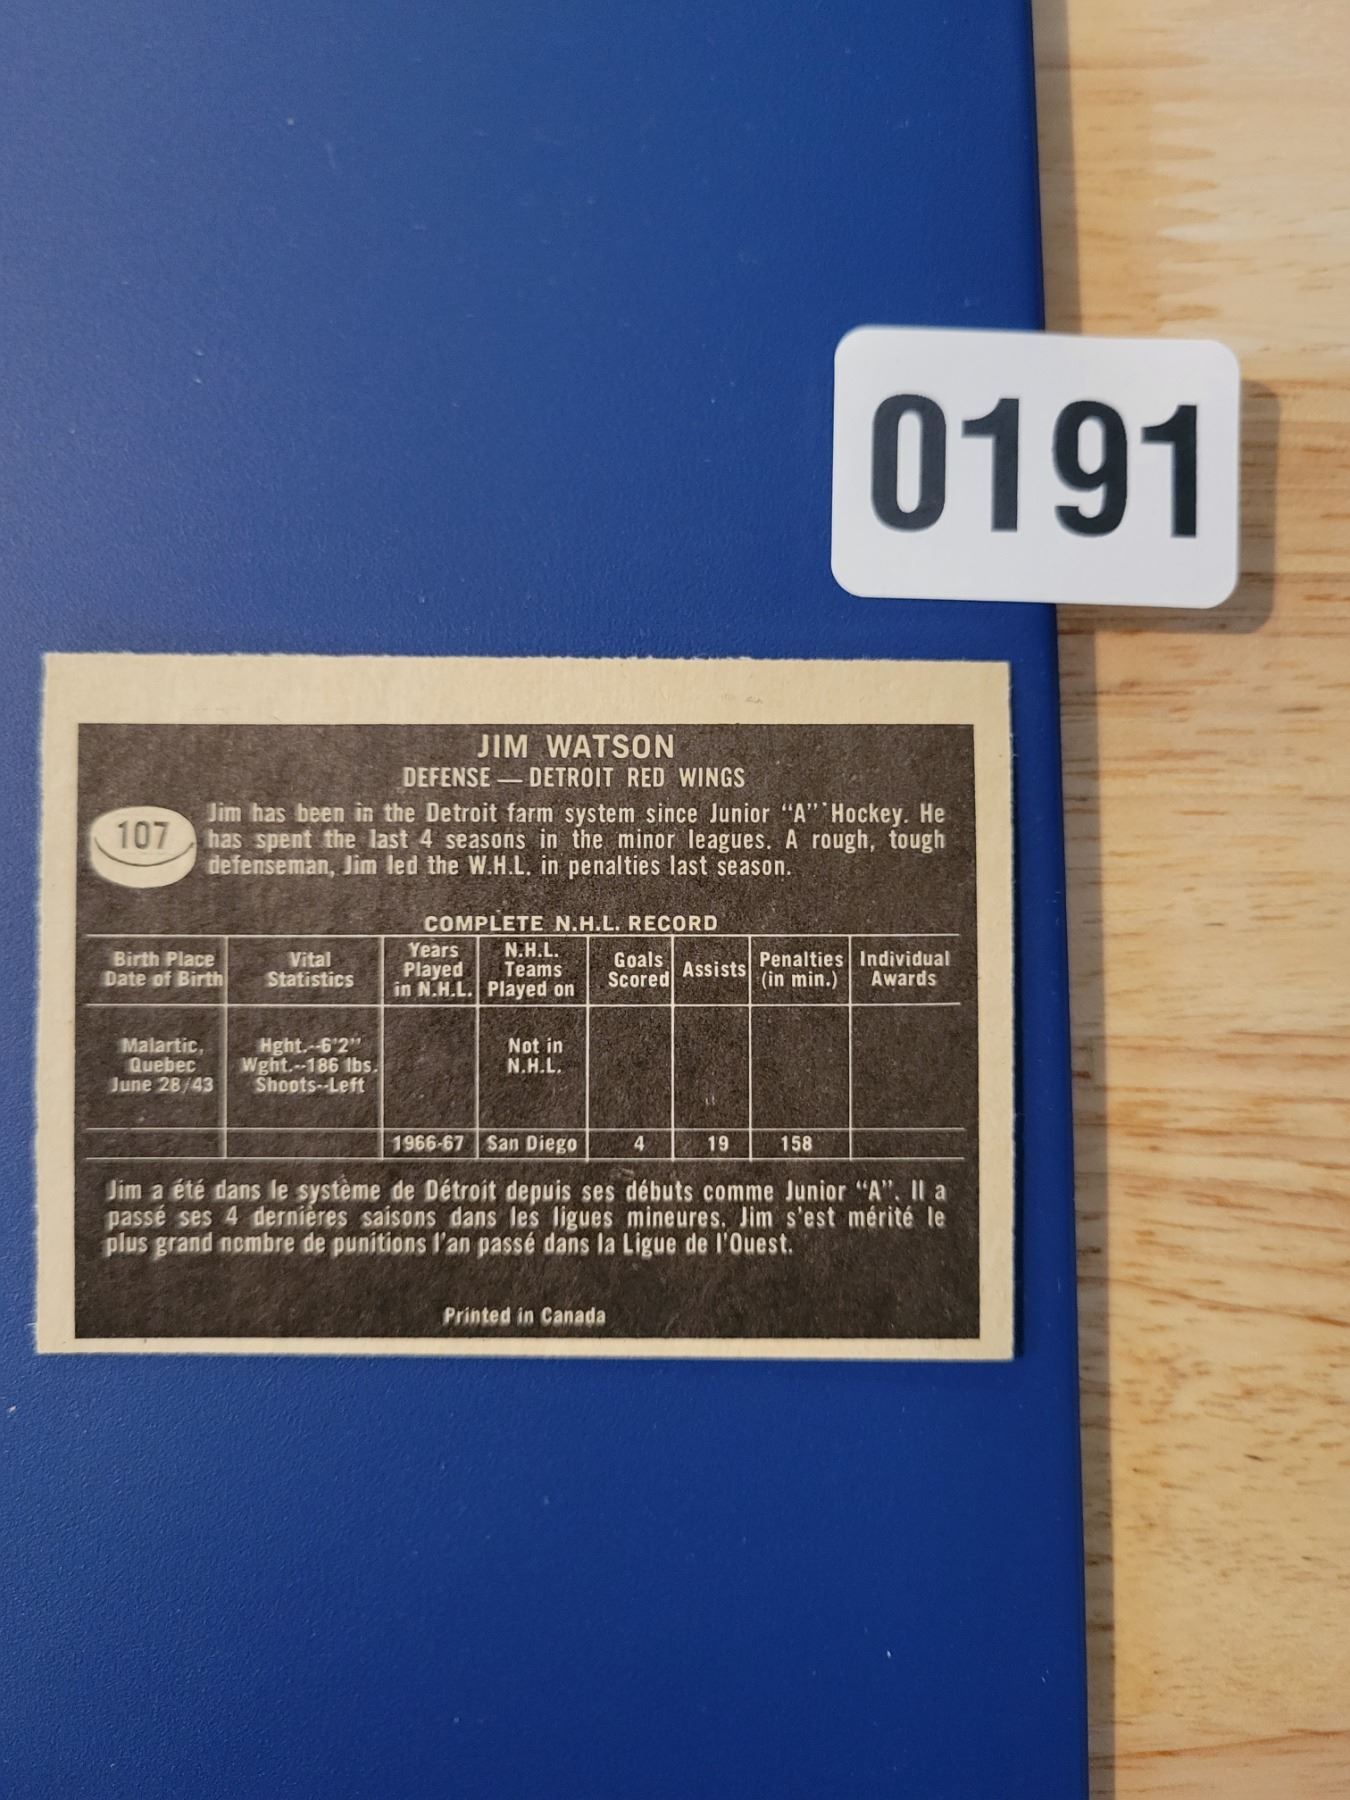 0191
JIM WATSON
DEFENSE — DETROIT RED WINGS
107
Jim has been in the Detroit farm system since Junior “A” Hockey. He
has spent the last 4 seasons in the minor leagues. A rough, tough
defenseman, Jim led the W.H.L. in penalties last season.
COMPLETE N.H.L. RECORD
Birth Place
Date of Birth
Vital
Statistics
Years
Played
in N.H.L.
N.H.L.
Teams
Played on
Goals
Scored
Assists
Penalties
(in min.)
Individual
Awards
Malartic,
Quebec
June 28/43
Hght.--6'2"
Wght.--186 lbs.
Shoots--Left
Not in
N.H.L.
1966-67 San Diego 4 19 158
Jim a été dans le système de Détroit depuis ses débuts comme Junior “A”. Il a
passé ses 4 dernières saisons dans les ligues mineures. Jim s'est mérité le
plus grand nombre de punitions l'an passé dans la Ligue de l'Ouest.
Printed in Canada